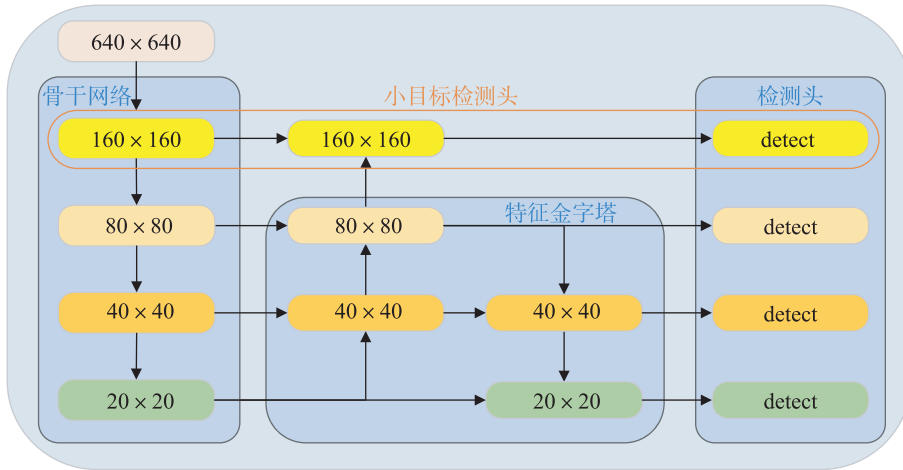 640 × 640
骨干网络
小目标检测头
检测头
160 × 160
160 × 160
detect
特征金字塔
80 × 80
80 × 80
detect
40 × 40
40 × 40
40 × 40
detect
20 × 20
20 × 20
detect